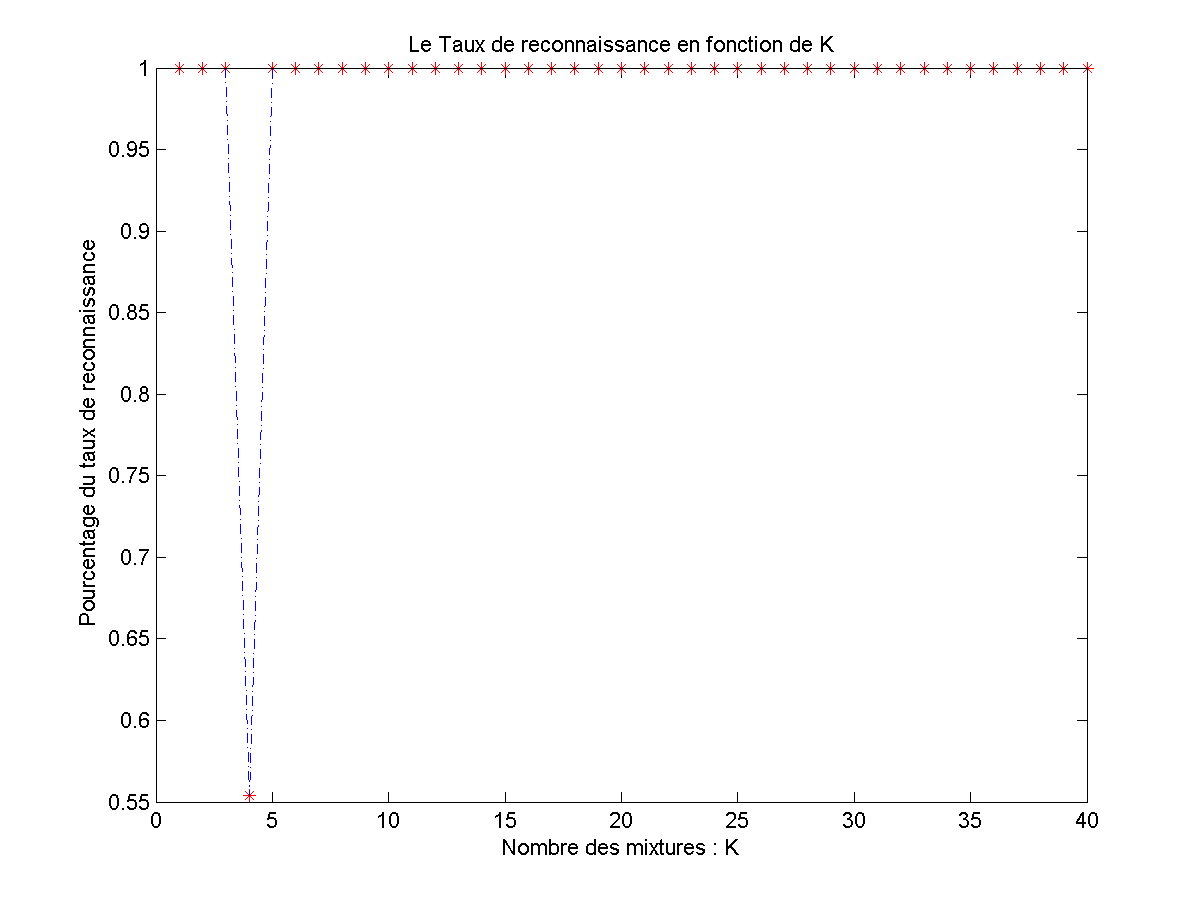 Le Taux de reconnaissance en fonction de K
1
0.95
0.9
0.85
0.8
0.75
0.7
0.65
0.6
0.55
Pourcentage du taux de reconnaissance
0 5 10 15 20 25 30 35 40
Nombre des mixtures : K